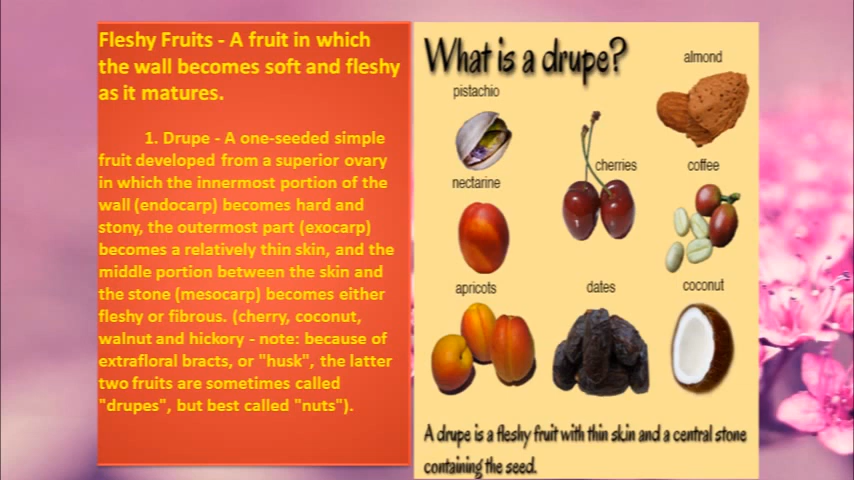 Fleshy Fruits - A fruit in which
the wall becomes soft and fleshy
as it matures.
1. Drupe - A one-seeded simple
fruit developed from a superior ovary
in which the innermost portion of the
wall (endocarp) becomes hard and
stony, the outermost part (exocarp)
becomes a relatively thin skin, and the
middle portion between the skin and
the stone (mesocarp) becomes either
fleshy or fibrous. (cherry, coconut,
walnut and hickory - note: because of
extrafloral bracts, or "husk", the latter
two fruits are sometimes called
"drupes", but best called "nuts").
What is a drupe?
almond
pistachio
cherries
coffee
nectarine
apricots
dates
coconut
A drupe is a fleshy fruit with thin skin and a central stone
containing the seed.